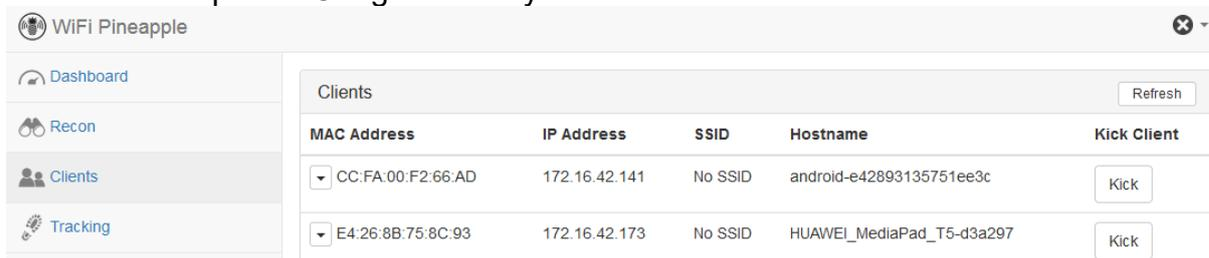 WiFi Pineapple
Dashboard
Recon
Clients
Tracking
Clients Refresh
MAC Address IP Address SSID Hostname Kick Client
CC:FA:00:F2:66:AD 172.16.42.141 No SSID android-e42893135751ee3c Kick
E4:26:8B:75:8C:93 172.16.42.173 No SSID HUAWEI_MediaPad_T5-d3a297 Kick